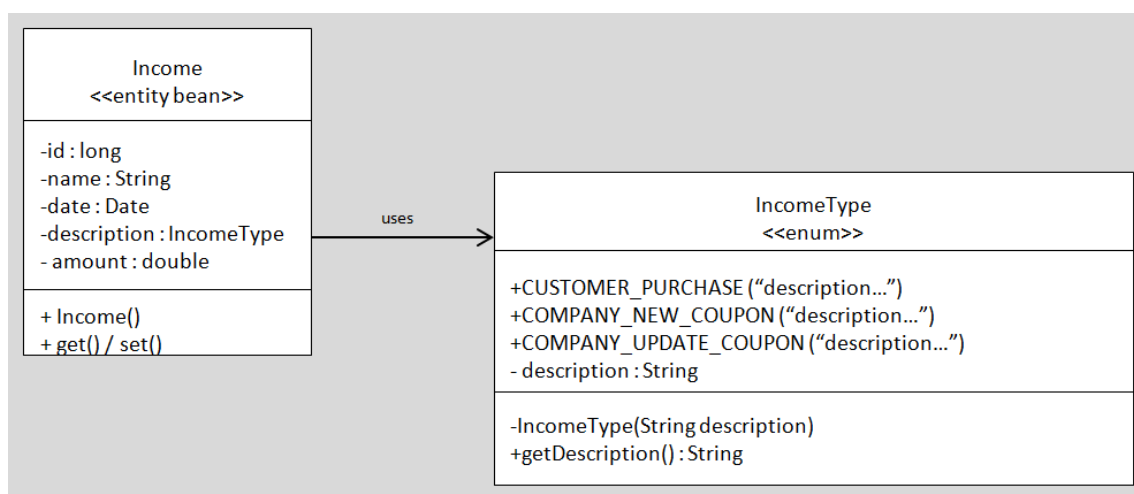 Income
<<entity bean>>
-id : long
-name : String
-date : Date
-description : IncomeType
- amount : double
+ Income()
+ get() / set()
uses
IncomeType
<<enum>>
+CUSTOMER_PURCHASE (“description…”)
+COMPANY_NEW_COUPON (“description…”)
+COMPANY_UPDATE_COUPON (“description…”)
- description : String
-IncomeType(String description)
+getDescription() : String